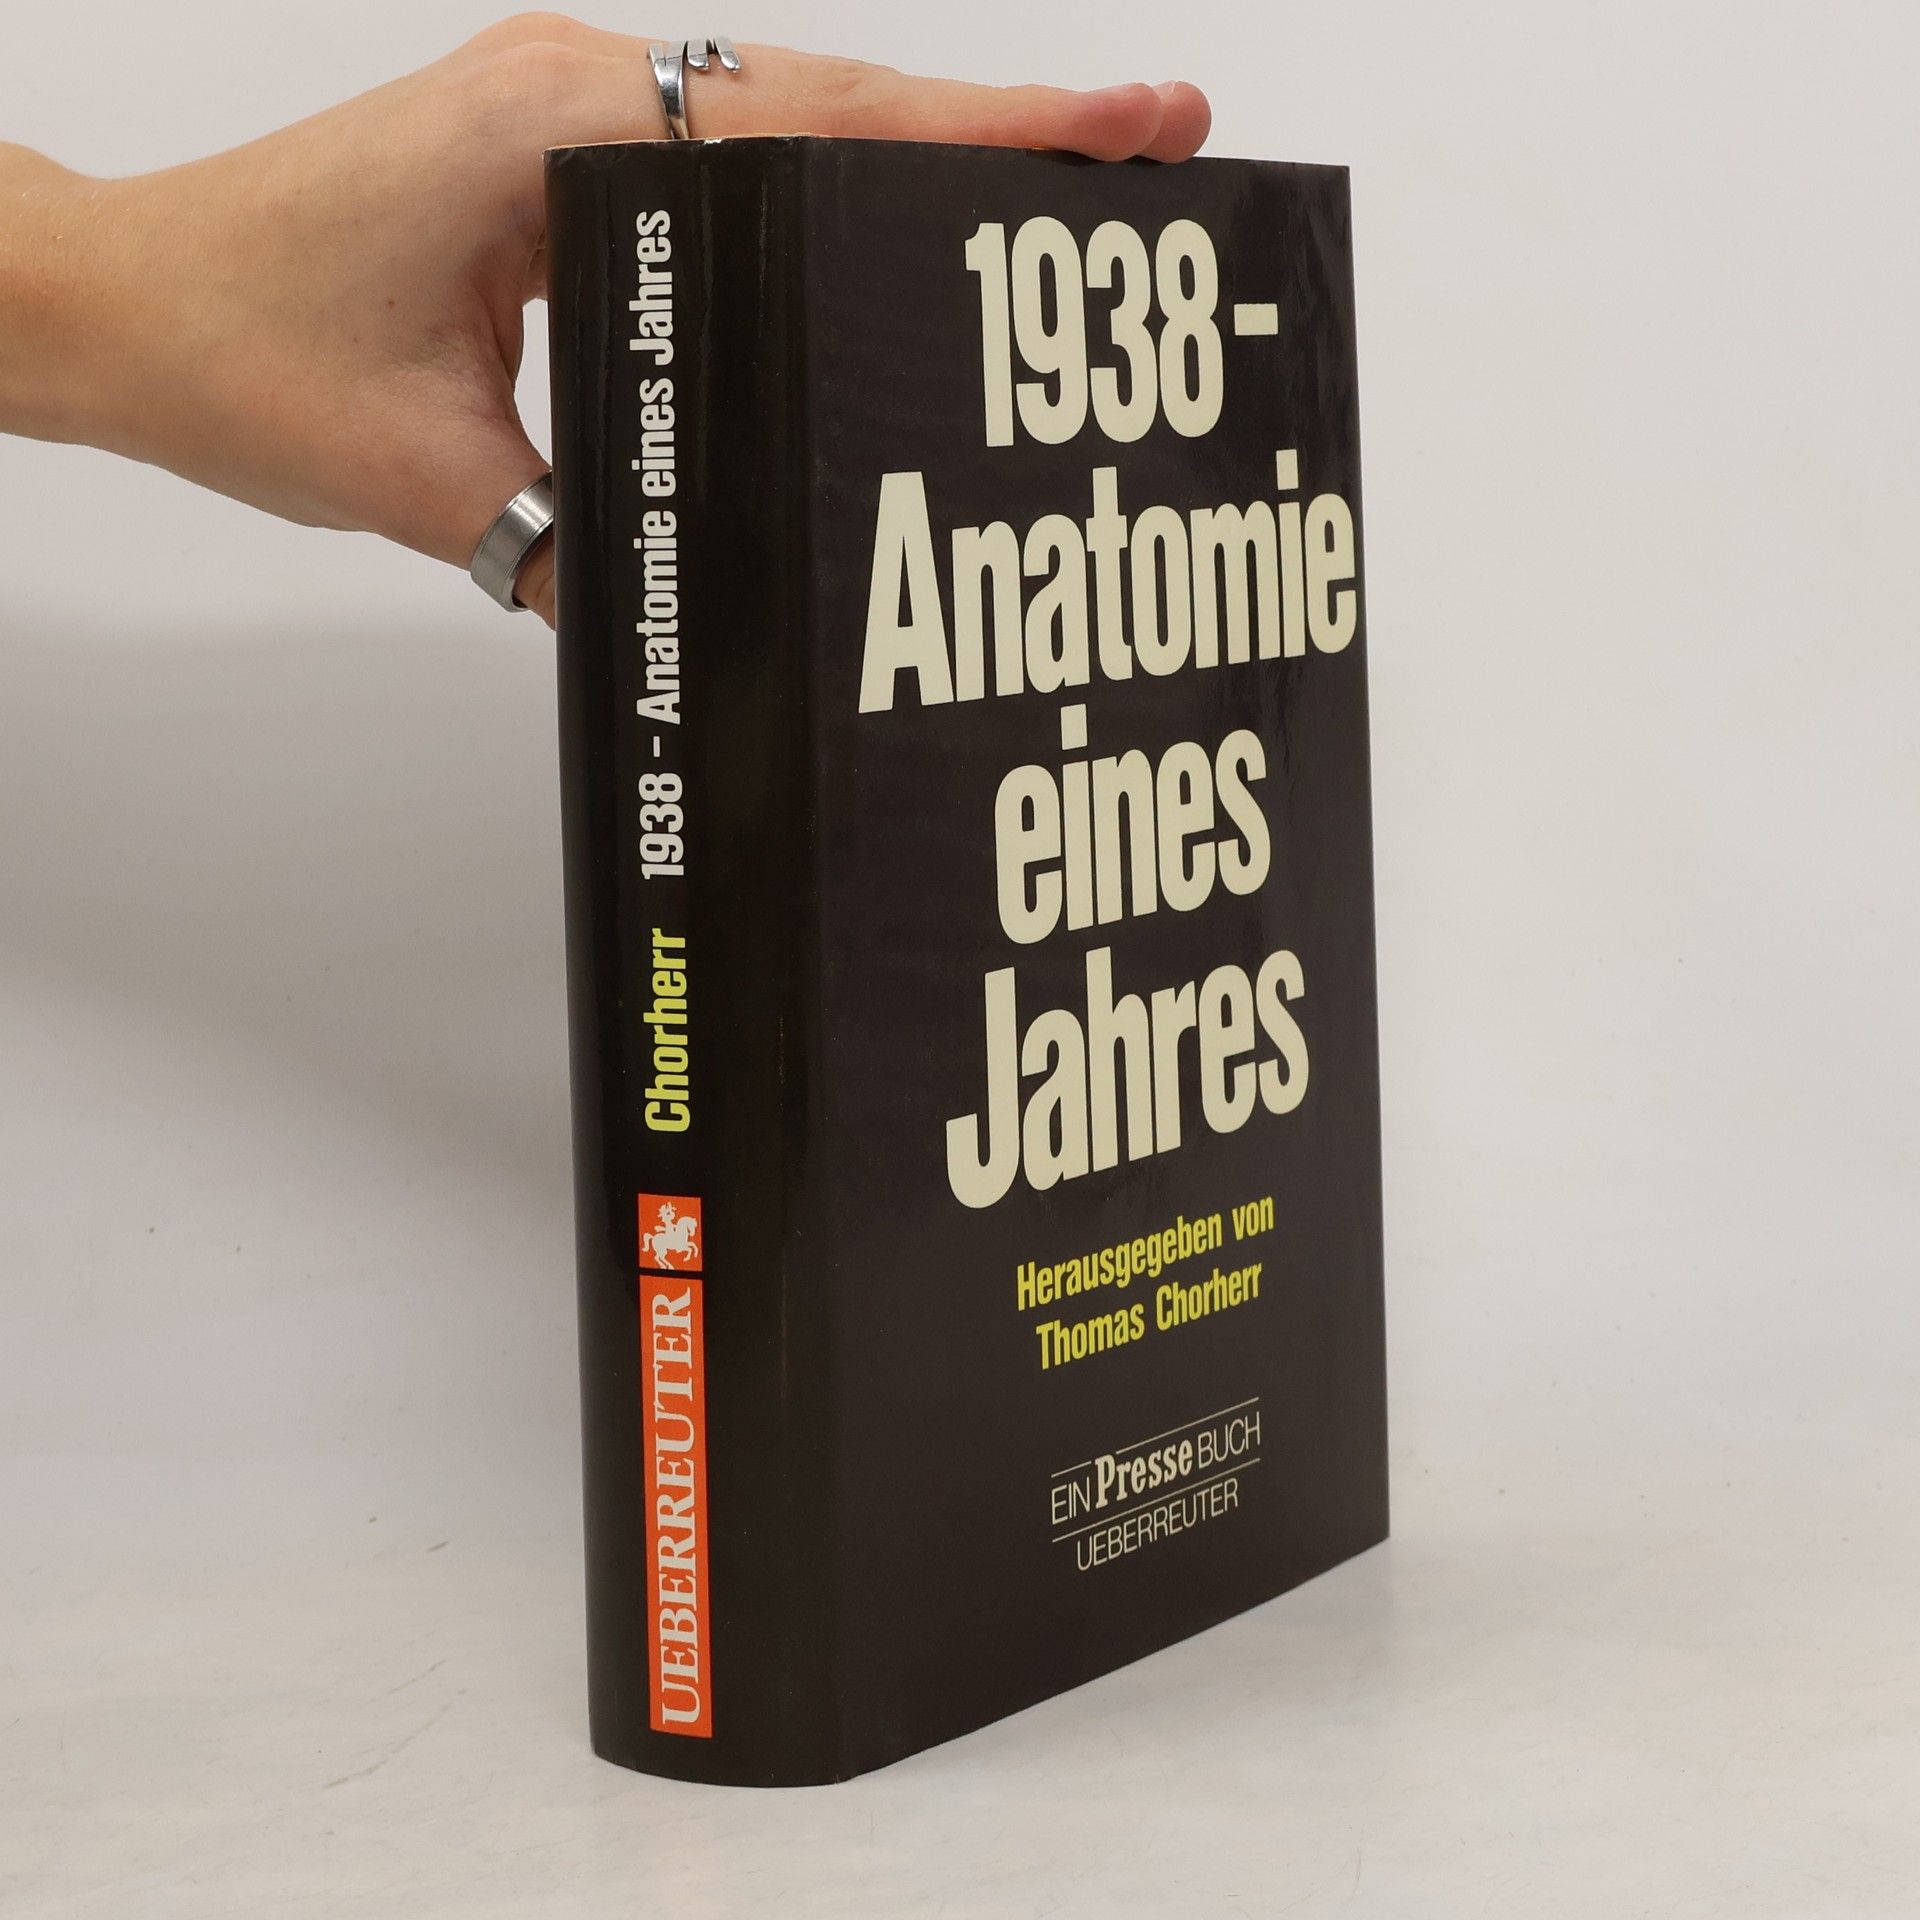 Chorherr 1938 – Anatomie eines Jahres
UEBERREUTER
1938–
Anatomie
eines
Jahres
Herausgegeben von
Thomas Chorherr
EIN Presse BUCH
UEBERREUTER